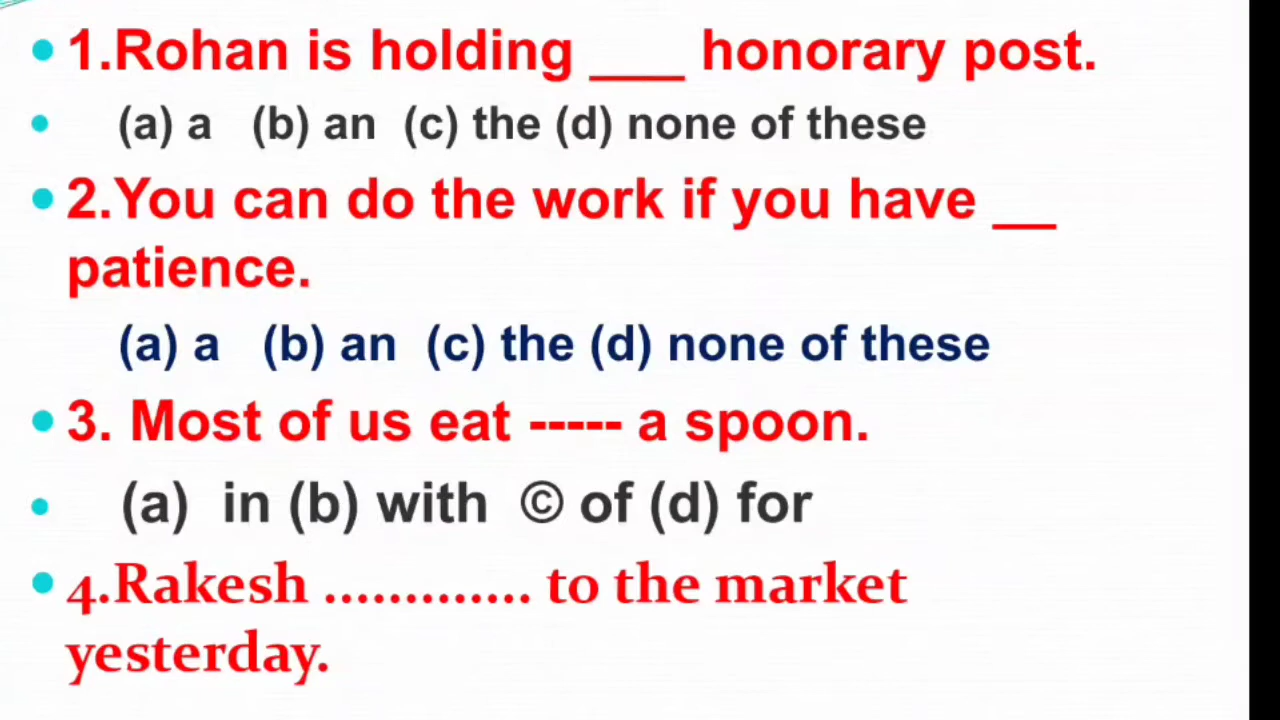 1.Rohan is holding ___ honorary post.
(a) a (b) an (c) the (d) none of these
2.You can do the work if you have __
patience.
(a) a (b) an (c) the (d) none of these
3. Most of us eat ----- a spoon.
(a) in (b) with © of (d) for
4.Rakesh ............. to the market
yesterday.